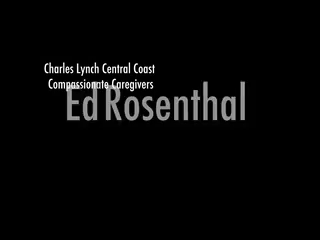 Charles Lynch Central Coast
Compassionate Caregivers
Ed Rosenthal